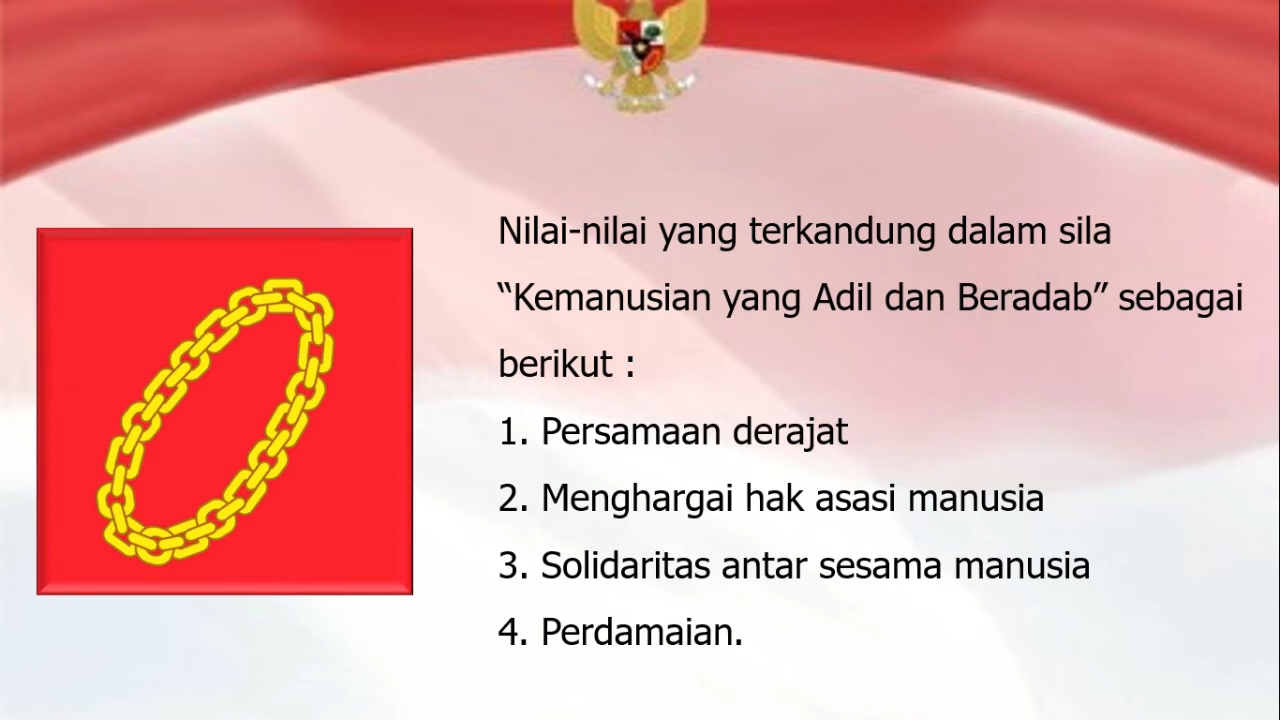 Nilai-nilai yang terkandung dalam sila
“Kemanusian yang Adil dan Beradab” sebagai
berikut :
1. Persamaan derajat
2. Menghargai hak asasi manusia
3. Solidaritas antar sesama manusia
4. Perdamaian.